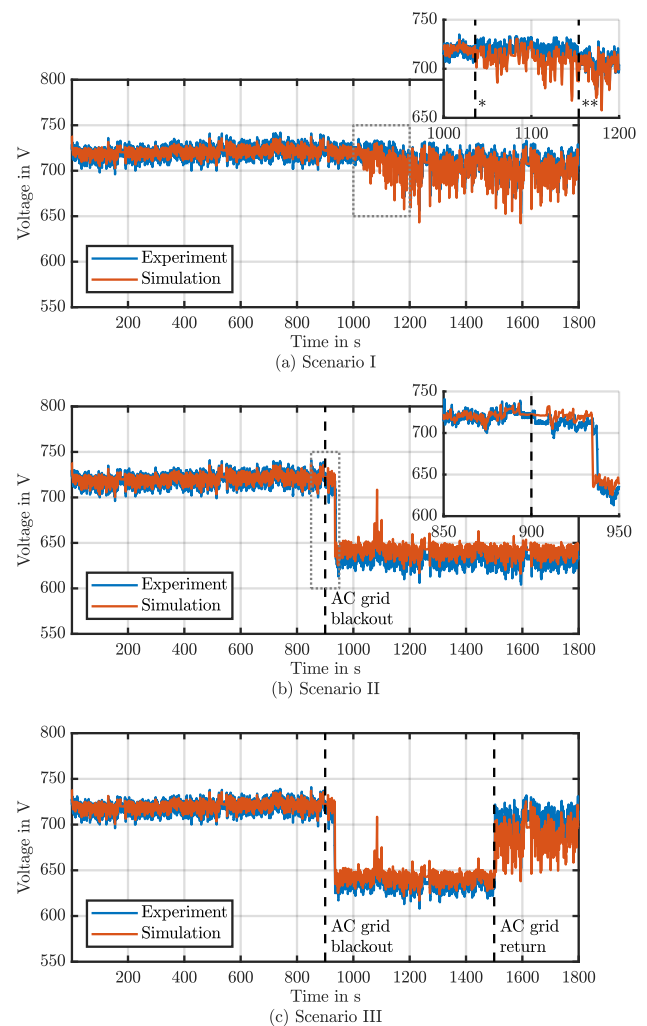 750
700
650
1000
1100
1200
*
**
800
750
700
650
600
550
Voltage in V
Experiment
Simulation
200
400
600
800
1000
1200
1400
1600
1800
Time in s
(a) Scenario I
750
700
650
600
850
900
950
800
750
700
650
600
550
Voltage in V
Experiment
Simulation
AC grid
blackout
200
400
600
800
1000
1200
1400
1600
1800
Time in s
(b) Scenario II
800
750
700
650
600
550
Voltage in V
Experiment
Simulation
AC grid
blackout
AC grid
return
200
400
600
800
1000
1200
1400
1600
1800
Time in s
(c) Scenario III